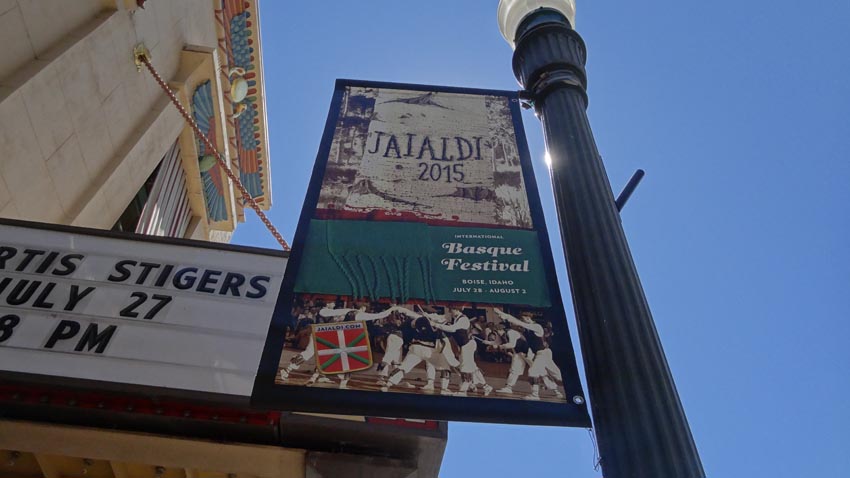 JAIALDI
2015
INTERNATIONAL
Basque
Festival
BOISE, IDAHO
JULY 28 - AUGUST 2
JAIALDI.COM
RTIS STIGERS
JULY 27
8 PM